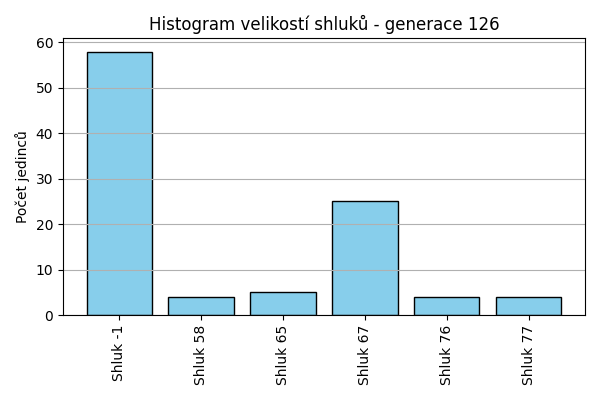 Histogram velikostí shluků - generace 126
Počet jedinců
60
50
40
30
20
10
0
Shluk -1
Shluk 58
Shluk 65
Shluk 67
Shluk 76
Shluk 77